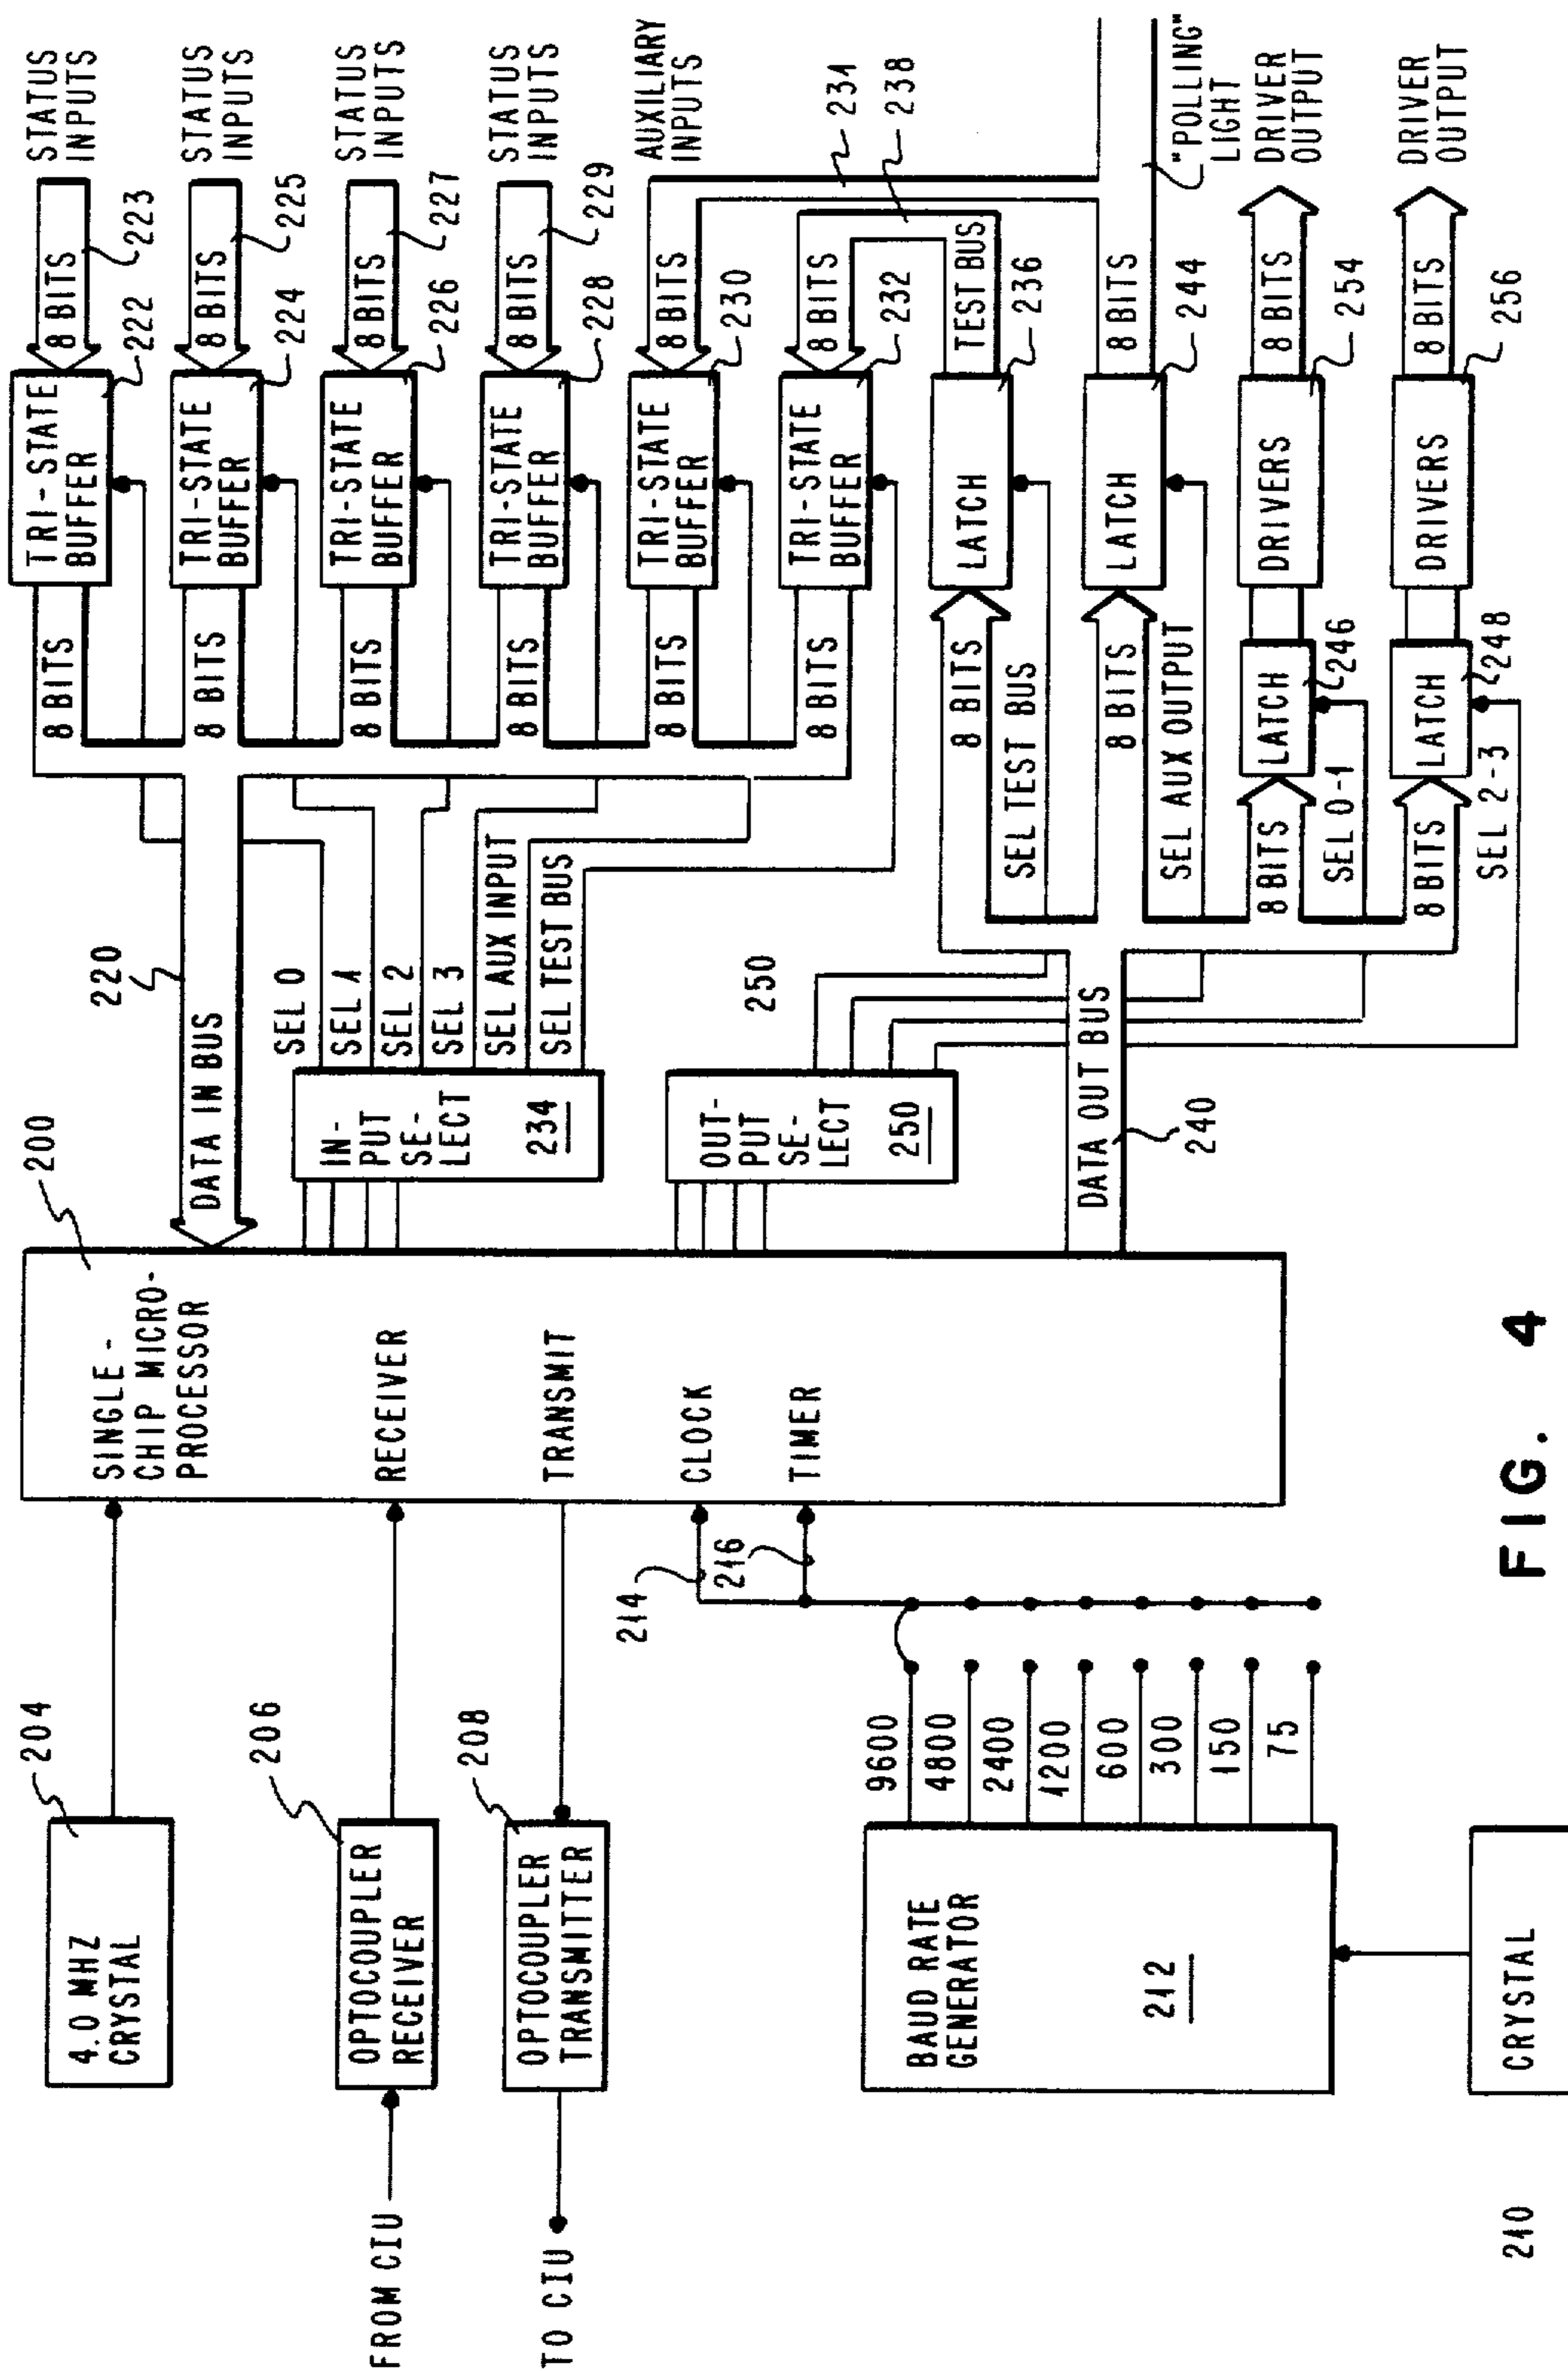 STATUS
INPUTS
STATUS
INPUTS
STATUS
INPUTS
STATUS
INPUTS
AUXILIARY
INPUTS
231
238
"POLLING"
LIGHT
DRIVER
OUTPUT
DRIVER
OUTPUT
8 BITS
223
8 BITS
225
8 BITS
227
8 BITS
229
8 BITS
8 BITS
TEST BUS
8 BITS
8 BITS
8 BITS
222
224
226
228
230
232
236
244
254
256
TRI-STATE
BUFFER
TRI-STATE
BUFFER
TRI-STATE
BUFFER
TRI-STATE
BUFFER
TRI-STATE
BUFFER
TRI-STATE
BUFFER
LATCH
LATCH
DRIVERS
DRIVERS
8 BITS
8 BITS
8 BITS
8 BITS
8 BITS
8 BITS
8 BITS
SEL TEST BUS
8 BITS
SEL AUX OUTPUT
LATCH
246
LATCH
248
8 BITS
SEL 0-1
8 BITS
SEL 2-3
220
DATA IN BUS
SEL 0
SEL 1
SEL 2
SEL 3
SEL AUX INPUT
SEL TEST BUS
250
DATA OUT BUS
240
IN-
PUT
SE-
LECT
234
OUT-
PUT
SE-
LECT
250
200
SINGLE-
CHIP MICRO-
PROCESSOR
RECEIVER
TRANSMIT
CLOCK
TIMER
214
216
204
4.0 MHZ
CRYSTAL
206
OPTOCOUPLER
RECEIVER
208
OPTOCOUPLER
TRANSMITTER
9600
4800
2400
1200
600
300
150
75
BAUD RATE
GENERATOR
212
CRYSTAL
210
FROM CIU
TO CIU
FIG. 4